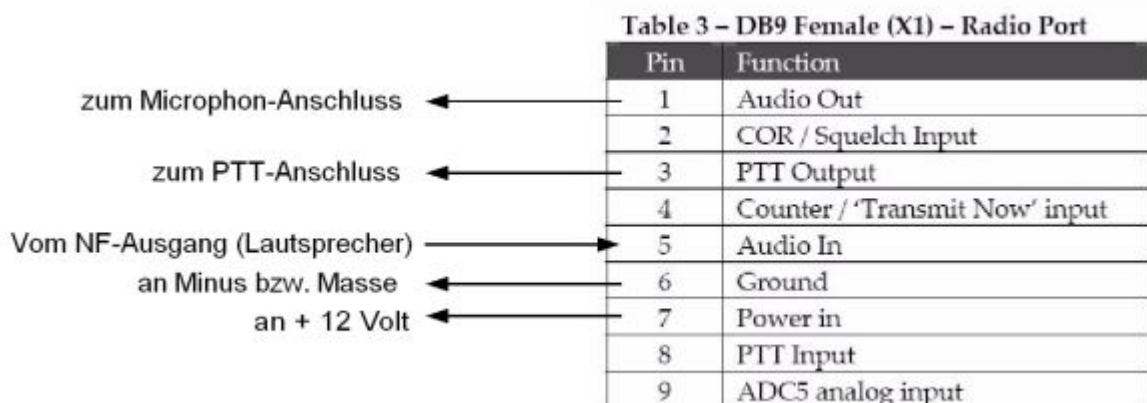 Table 3 – DB9 Female (X1) – Radio Port
Pin Function
zum Microphon-Anschluss 1 Audio Out
2 COR / Squelch Input
zum PTT-Anschluss 3 PTT Output
4 Counter / 'Transmit Now' input
Vom NF-Ausgang (Lautsprecher) 5 Audio In
an Minus bzw. Masse 6 Ground
an + 12 Volt 7 Power in
8 PTT Input
9 ADC5 analog input